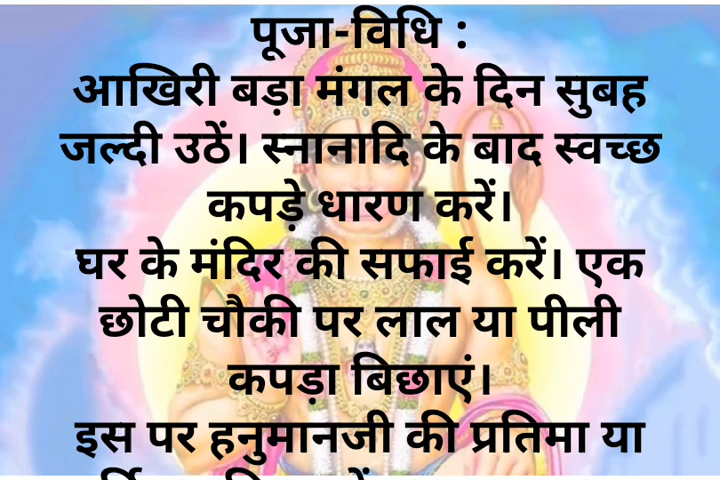 पूजा-विधि :
आखिरी बड़ा मंगल के दिन सुबह
जल्दी उठें। स्नानादि के बाद स्वच्छ
कपड़े धारण करें।
घर के मंदिर की सफाई करें। एक
छोटी चौकी पर लाल या पीली
कपड़ा बिछाएं।
इस पर हनुमानजी की प्रतिमा या